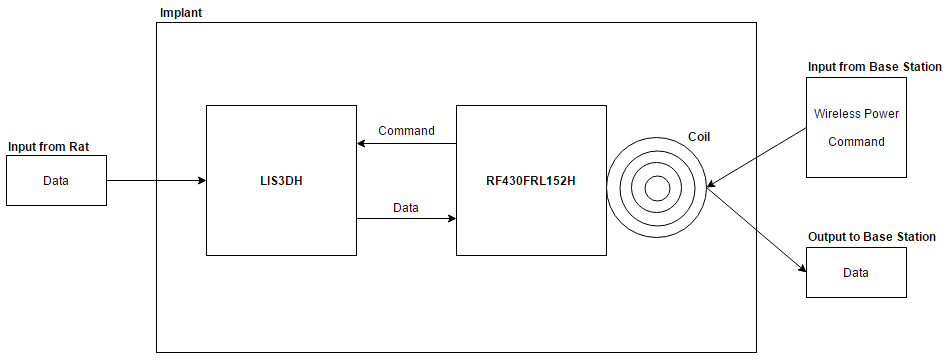 Implant
Input from Base Station
Wireless Power
Command
Command
Coil
Input from Rat
Data
LIS3DH
RF430FRL152H
Data
Output to Base Station
Data